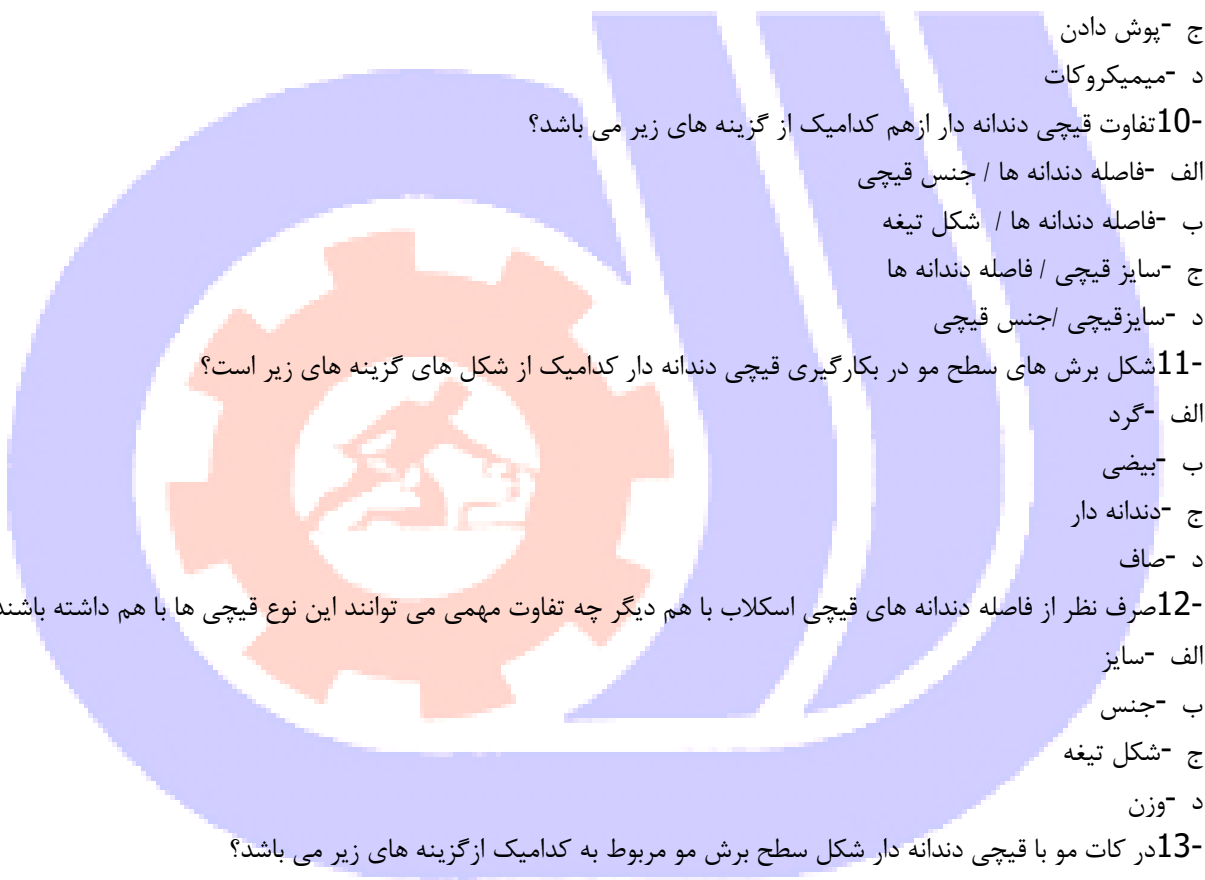 ج -پوش دادن
د -میمیکروکات
10-تفاوت قیچی دندانه دار ازهم کدامیک از گزینه های زیر می باشد؟
الف -فاصله دندانه ها / جنس قیچی
ب -فاصله دندانه ها / شکل تیغه
ج -سایز قیچی / فاصله دندانه ها
د -سایزقیچی /جنس قیچی
11-شکل برش های سطح مو در بکارگیری قیچی دندانه دار کدامیک از شکل های گزینه های زیر است؟
الف -گرد
ب -بیضی
ج -دندانه دار
د -صاف
12-صرف نظر از فاصله دندانه های قیچی اسکلاب با هم دیگر چه تفاوت مهمی می توانند این نوع قیچی ها با هم داشته باشند
الف -سایز
ب -جنس
ج -شکل تیغه
د -وزن
13-در کات مو با قیچی دندانه دار شکل سطح برش مو مربوط به کدامیک ازگزینه های زیر می باشد؟